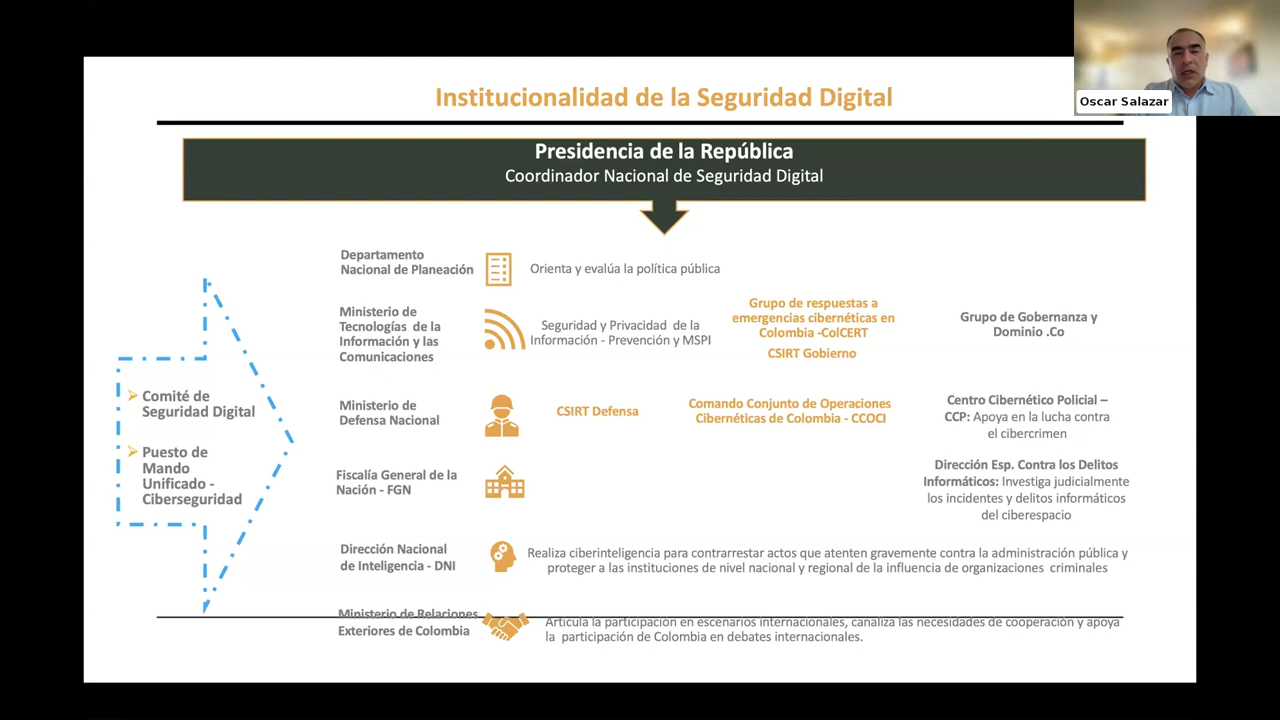 Institucionalidad de la Seguridad Digital
Oscar Salazar
Presidencia de la República
Coordinador Nacional de Seguridad Digital
Comité de
Seguridad Digital
Puesto de
Mando
Unificado -
Ciberseguridad
Departamento
Nacional de Planeación
Orienta y evalúa la política pública
Ministerio de
Tecnologías de la
Información y las
Comunicaciones
Seguridad y Privacidad de la
Información - Prevención y MSPI
Grupo de respuestas a
emergencias cibernéticas en
Colombia -ColCERT
CSIRT Gobierno
Grupo de Gobernanza y
Dominio .Co
Ministerio de
Defensa Nacional
CSIRT Defensa
Comando Conjunto de Operaciones
Cibernéticas de Colombia - CCOCI
Centro Cibernético Policial –
CCP: Apoya en la lucha contra
el cibercrimen
Fiscalía General de la
Nación - FGN
Dirección Esp. Contra los Delitos
Informáticos: Investiga judicialmente
los incidentes y delitos informáticos
del ciberespacio
Dirección Nacional
de Inteligencia - DNI
Realiza ciberinteligencia para contrarrestar actos que atenten gravemente contra la administración pública y
proteger a las instituciones de nivel nacional y regional de la influencia de organizaciones criminales
Ministerio de Relaciones
Exteriores de Colombia
Articula la participación en escenarios internacionales, canaliza las necesidades de cooperación y apoya
la participación de Colombia en debates internacionales.